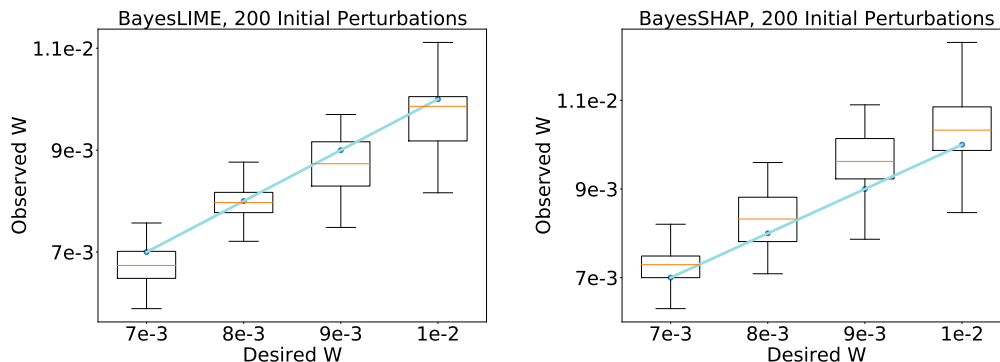 BayesLIME, 200 Initial Perturbations
1.1e-2
9e-3
7e-3
Observed W
7e-3 8e-3 9e-3 1e-2
Desired W
BayesSHAP, 200 Initial Perturbations
1.1e-2
9e-3
7e-3
Observed W
7e-3 8e-3 9e-3 1e-2
Desired W